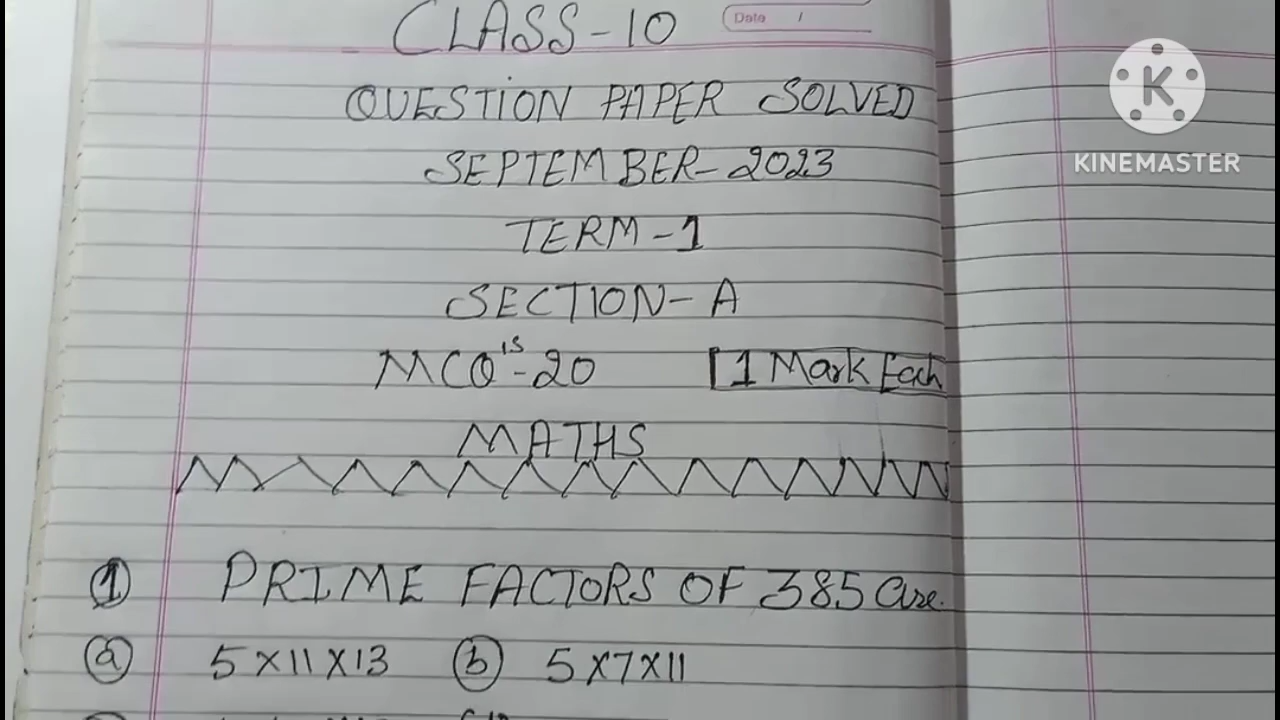 CLASS-10
Date /
QUESTION PAPER SOLVED
K
KINEMASTER
SEPTEMBER-2023
TERM-1
SECTION-A
MCQ's-20 [1 Mark Each
MATHS
1 PRIME FACTORS OF 385 are.
a 5×11×13 b 5×7×11